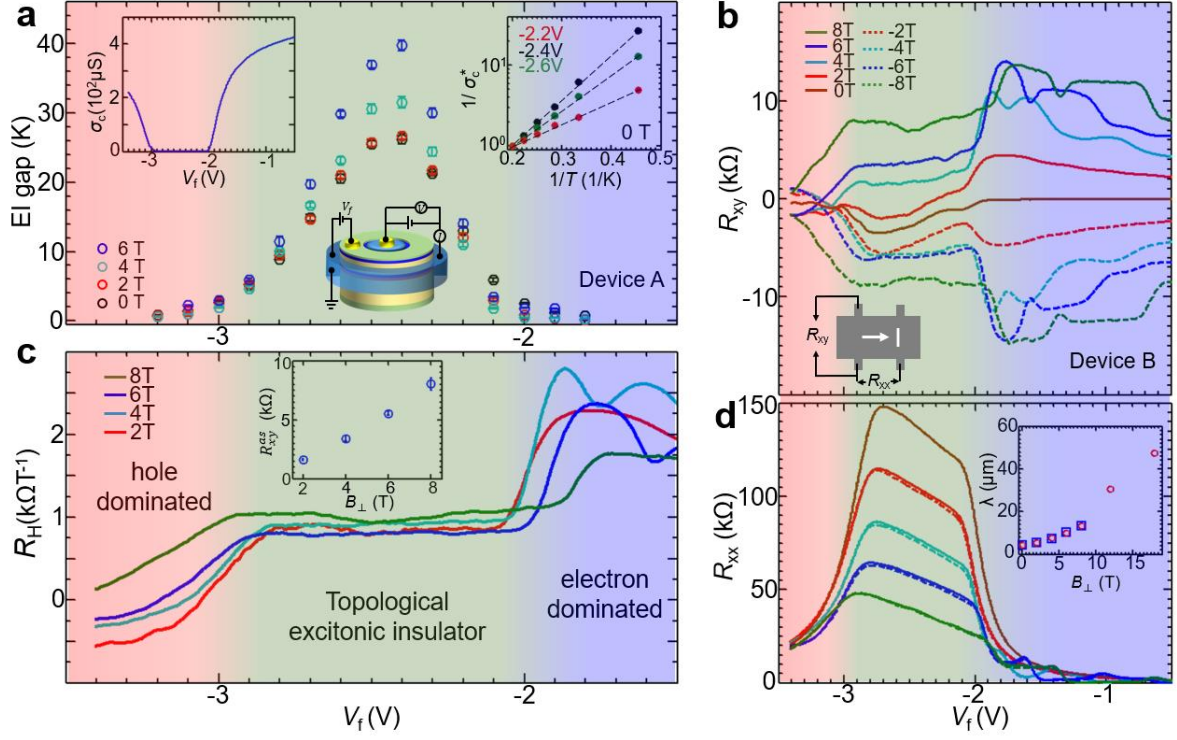 a
EI gap (K)
40
30
20
10
0
-3
-2
σc(10²μS)
4
2
0
-3
-2
-1
Vf (V)
-2.2V
-2.4V
-2.6V
1/ σc*
10¹
10⁰
0 T
0.2
0.3
0.4
0.5
1/T (1/K)
6 T
4 T
2 T
0 T
Vf
V
I
Device A
b
8T
6T
4T
2T
0T
-2T
-4T
-6T
-8T
Rxy (kΩ)
10
0
-10
Rxy
Rxx
Device B
c
8T
6T
4T
2T
RH(kΩT⁻¹)
2
1
0
hole
dominated
Rxy^as (kΩ)
10
5
0
2
4
6
8
B⊥ (T)
Topological
excitonic insulator
electron
dominated
-3
-2
Vf (V)
d
Rxx (kΩ)
150
100
50
0
λ (μm)
60
40
20
0
0
5
10
15
B⊥ (T)
-3
-2
-1
Vf (V)